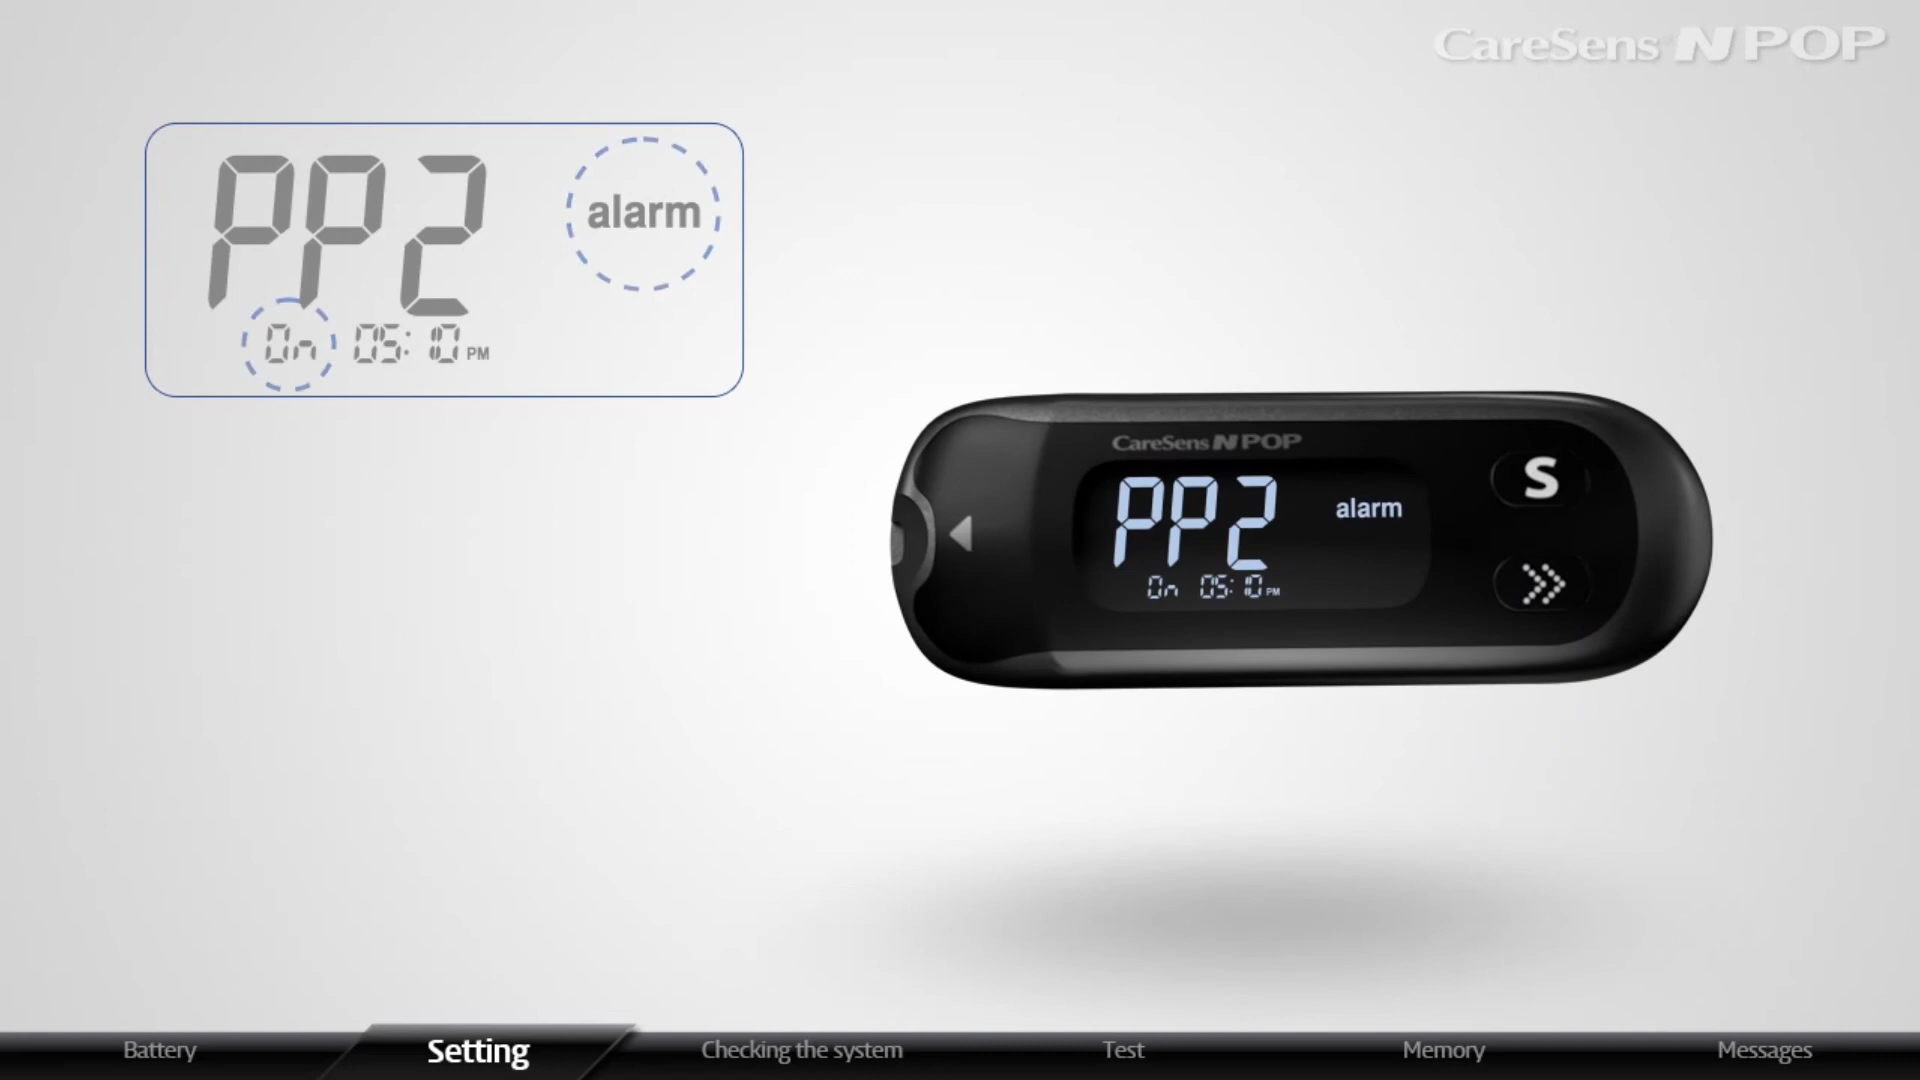 CareSens N POP
PP2
alarm
On 05:10 PM
CareSens N POP
PP2
alarm
On 05:10 PM
S
Battery
Setting
Checking the system
Test
Memory
Messages